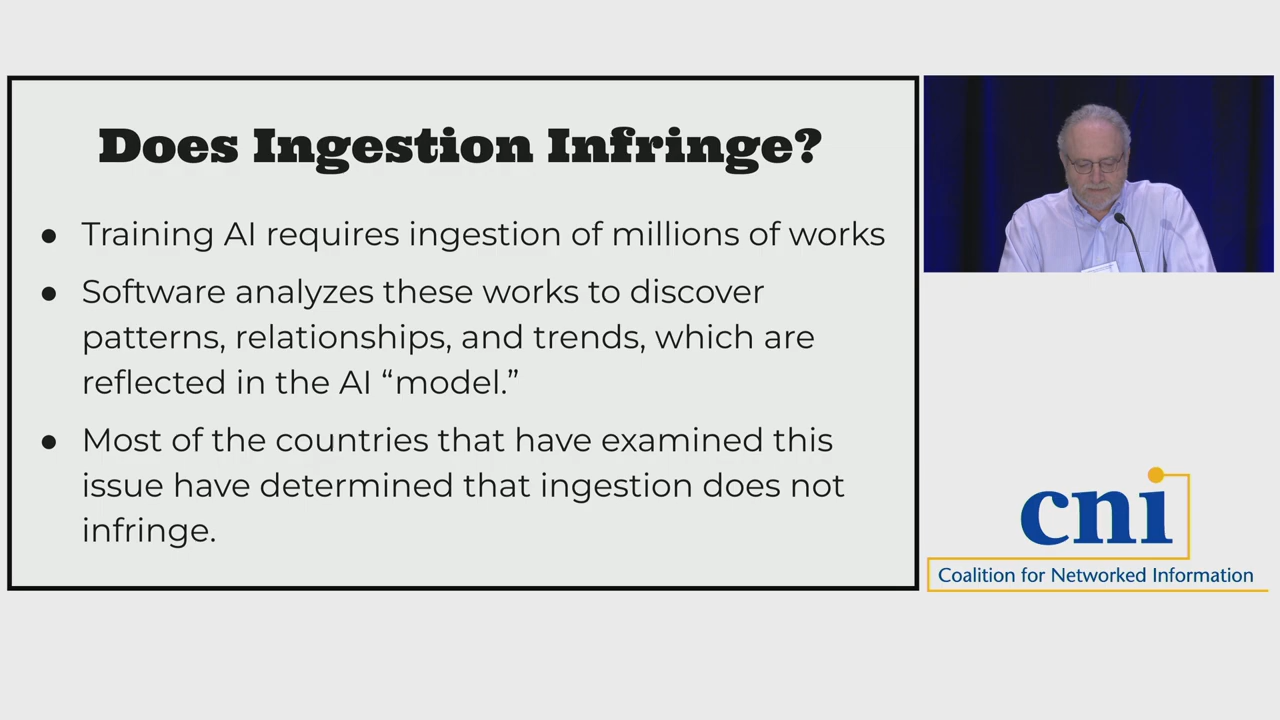 Does Ingestion Infringe?
● Training AI requires ingestion of millions of works
● Software analyzes these works to discover
patterns, relationships, and trends, which are
reflected in the AI “model.”
● Most of the countries that have examined this
issue have determined that ingestion does not
infringe.
cni
Coalition for Networked Information